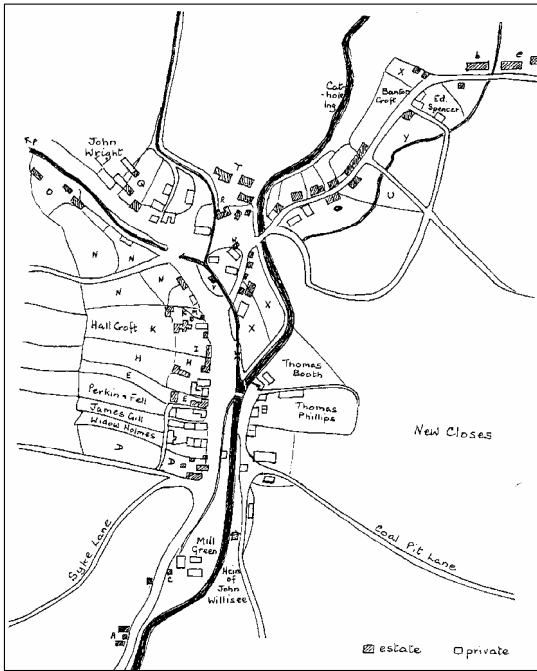 b
e
X
Cat-
hole
ing
Banton
Croft
Ed.
Spencer
Y
John
Wright
Q
T
R
O
U
N
N
N
N
X
X
Hall Croft
K
K
I
H
H
E
E
Perkin + Fell
James Gill
Widow Holmes
D
D
Thomas
Booth
Thomas
Phillips
New Closes
Syke Lane
Coal Pit Lane
Mill
Green
C
Heirs
of
John
Willisee
A
estate
private